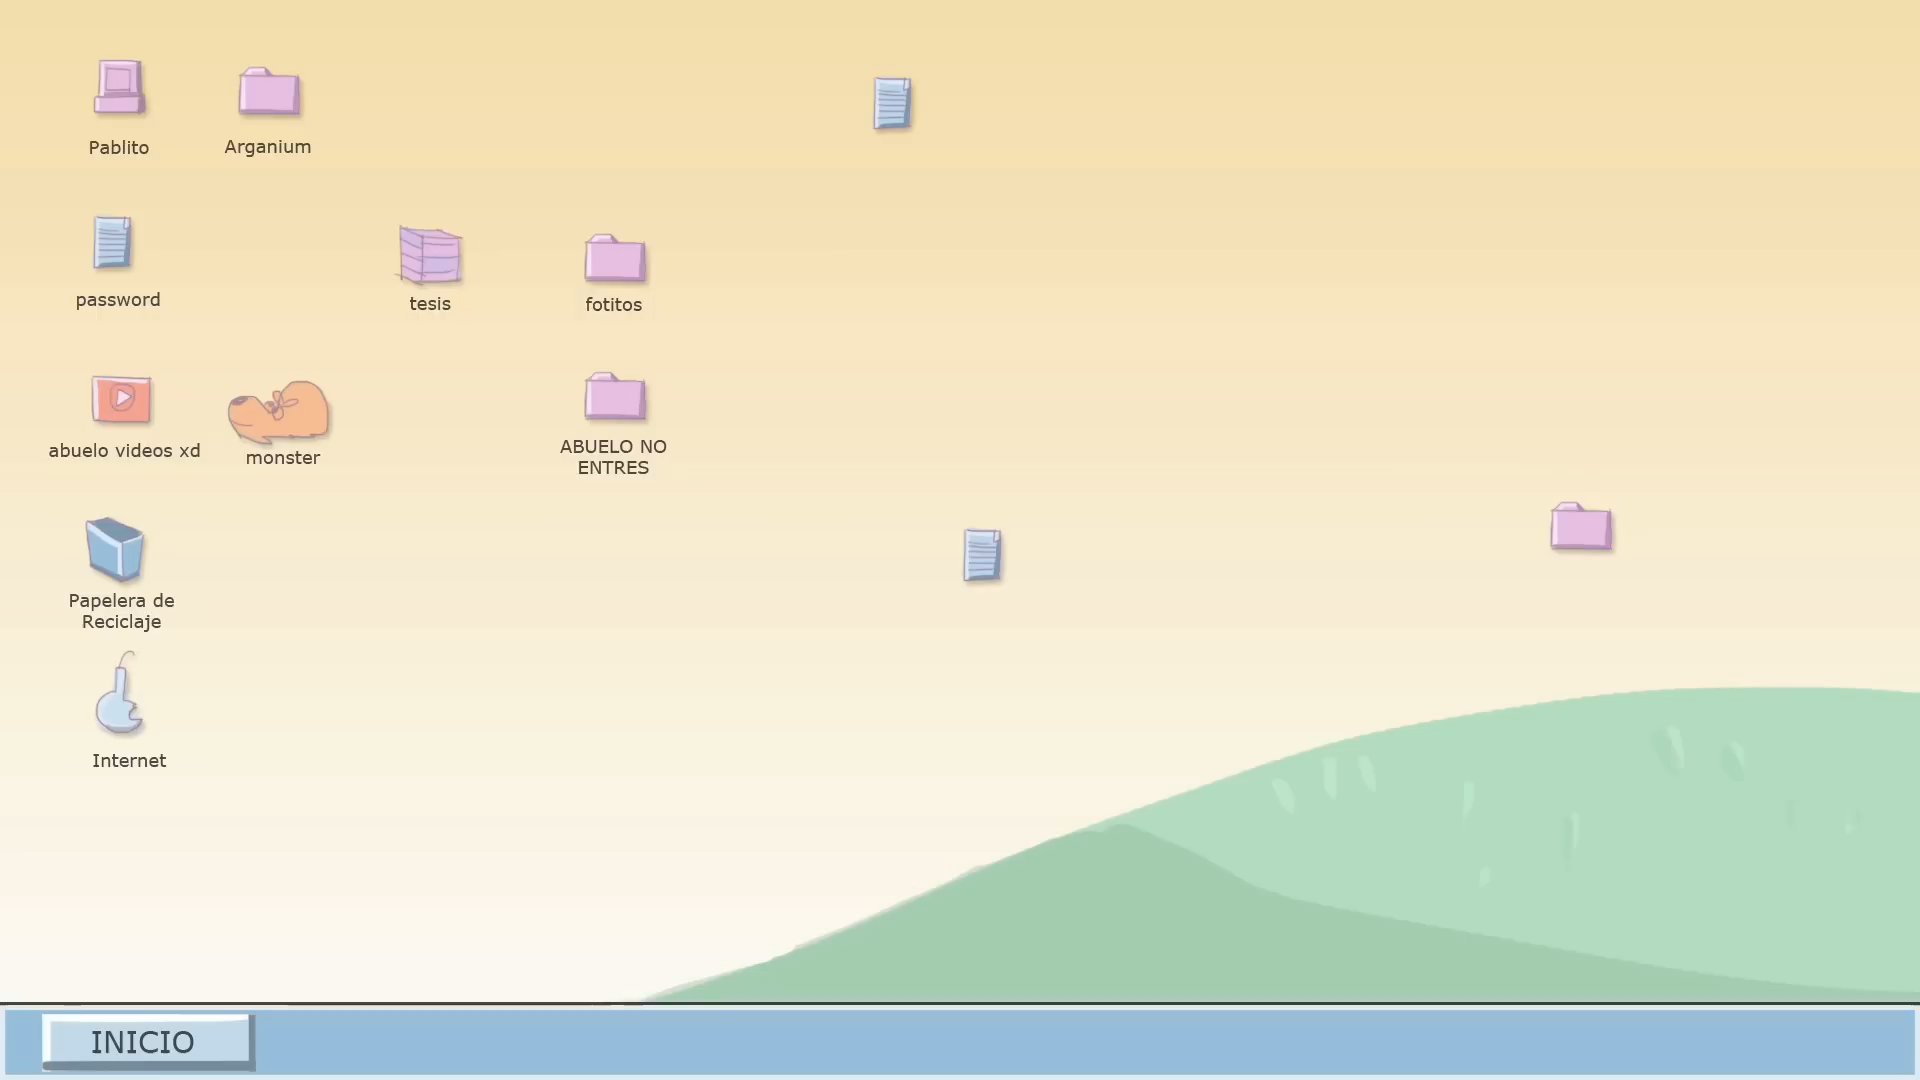 Pablito
Arganium
password
tesis
fotitos
abuelo videos xd
monster
ABUELO NO
ENTRES
Papelera de
Reciclaje
Internet
INICIO